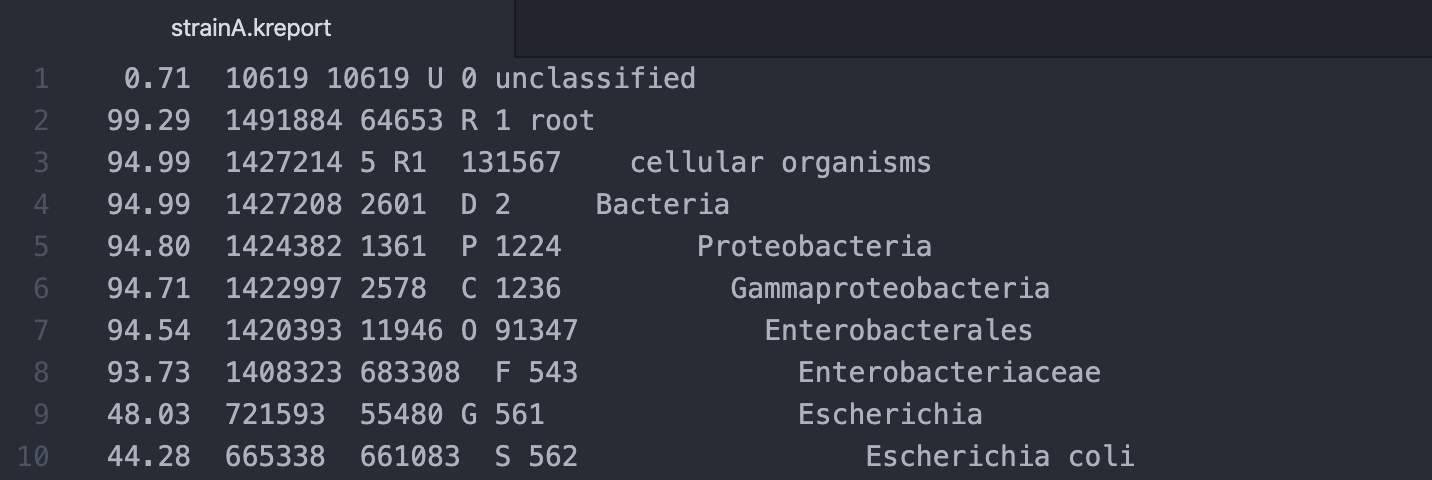 strainA.kreport
1 0.71 10619 10619 U 0 unclassified
2 99.29 1491884 64653 R 1 root
3 94.99 1427214 5 R1 131567 cellular organisms
4 94.99 1427208 2601 D 2 Bacteria
5 94.80 1424382 1361 P 1224 Proteobacteria
6 94.71 1422997 2578 C 1236 Gammaproteobacteria
7 94.54 1420393 11946 O 91347 Enterobacterales
8 93.73 1408323 683308 F 543 Enterobacteriaceae
9 48.03 721593 55480 G 561 Escherichia
10 44.28 665338 661083 S 562 Escherichia coli